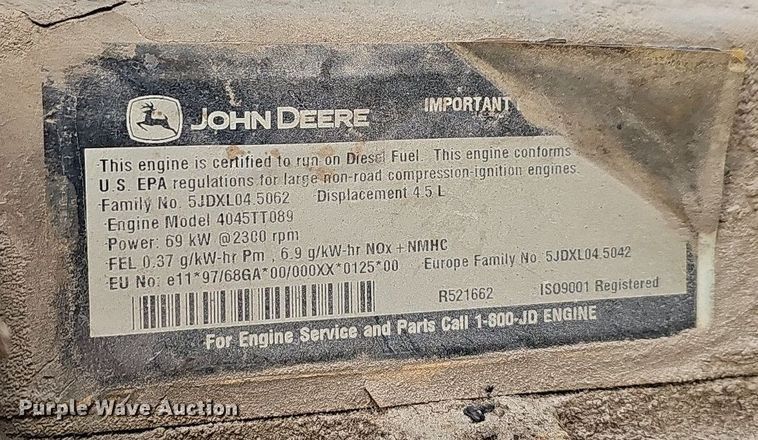 JOHN DEERE
IMPORTANT
This engine is certified to run on Diesel Fuel. This engine conforms
U.S. EPA regulations for large non-road compression-ignition engines.
Family No. 5JDXL04.5062 Displacement 4.5 L
Engine Model 4045TT089
Power: 69 kW @2300 rpm
FEL 0.37 g/kW-hr Pm , 6.9 g/kW-hr NOx + NMHC
EU No: e11*97/68GA*00/000XX*0125*00 Europe Family No. 5JDXL04.5042
R521662 ISO9001 Registered
For Engine Service and Parts Call 1-800-JD ENGINE
Purple Wave Auction